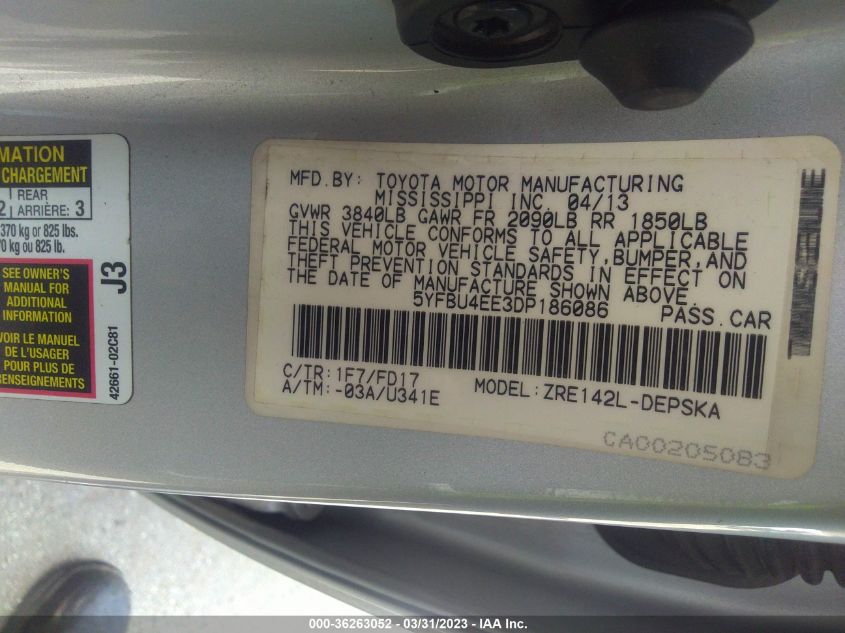 MATION
CHARGEMENT
2 REAR
ARRIÈRE: 3
370 kg or 825 lbs.
70 kg ou 825 lb.
SEE OWNER'S
MANUAL FOR
ADDITIONAL
INFORMATION
VOIR LE MANUEL
DE L'USAGER
POUR PLUS DE
RENSEIGNEMENTS
J3
42661-02C81
MFD.BY: TOYOTA MOTOR MANUFACTURING
MISSISSIPPI INC. 04/13
GVWR 3840LB GAWR FR 2090LB RR 1850LB
THIS VEHICLE CONFORMS TO ALL APPLICABLE
FEDERAL MOTOR VEHICLE SAFETY,BUMPER,AND
THEFT PREVENTION STANDARDS IN EFFECT ON
THE DATE OF MANUFACTURE SHOWN ABOVE.
5YFBU4EE3DP186086 PASS.CAR
C/TR:1F7/FD17
A/TM:-03A/U341E MODEL:ZRE142L-DEPSKA
CA00205083
000-36263052 - 03/31/2023 - IAA Inc.